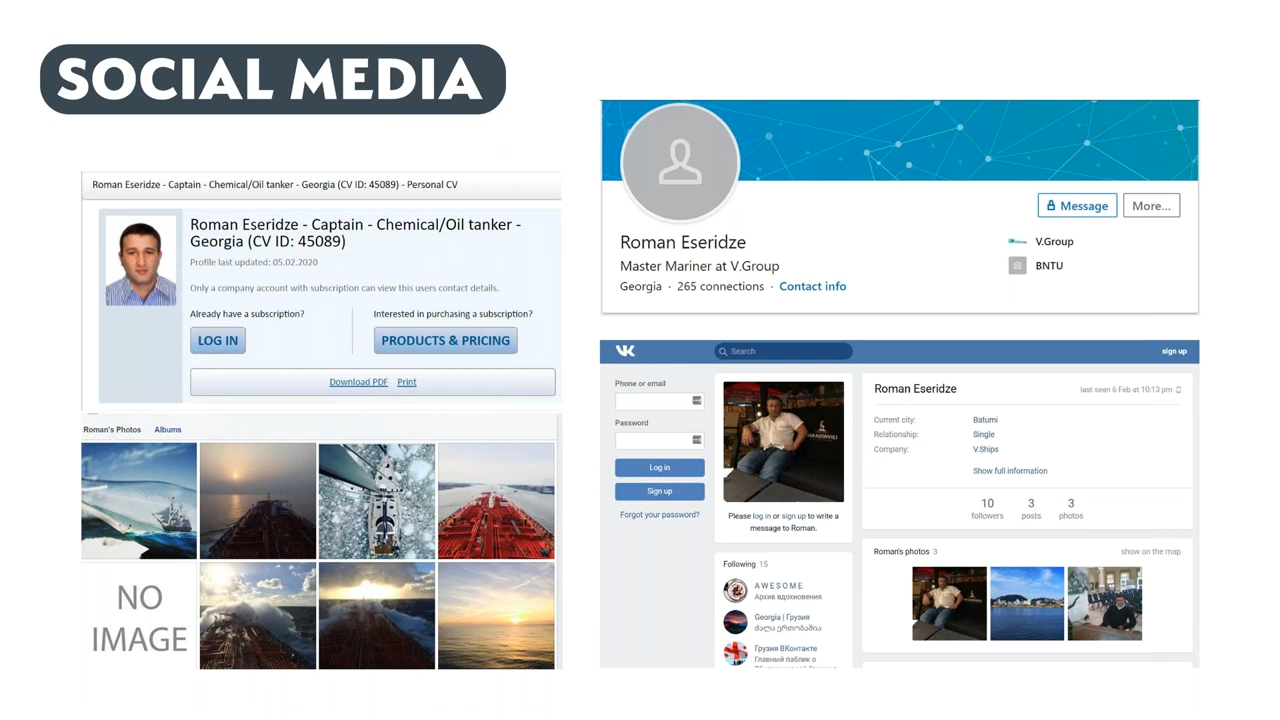 SOCIAL MEDIA
Roman Eseridze - Captain - Chemical/Oil tanker - Georgia (CV ID: 45089) - Personal CV
Roman Eseridze - Captain - Chemical/Oil tanker -
Georgia (CV ID: 45089)
Profile last updated: 05.02.2020
Only a company account with subscription can view this users contact details.
Already have a subscription?
Interested in purchasing a subscription?
LOG IN
PRODUCTS & PRICING
Download PDF Print
Roman's Photos Albums
NO
IMAGE
Message
More...
Roman Eseridze
Master Mariner at V.Group
Georgia · 265 connections · Contact info
V.Group
BNTU
Search
sign up
Phone or email
Password
Log in
Sign up
Forgot your password?
Please log in or sign up to write a
message to Roman.
Following 15
A W E S O M E
Архив вдохновения
Georgia | Грузия
ძალა ერთობაშია
Грузия ВКонтакте
Главный паблик о
Roman Eseridze
last seen 6 Feb at 10:13 pm
Current city: Batumi
Relationship: Single
Company: V.Ships
Show full information
10 3 3
followers posts photos
Roman's photos 3
show on the map